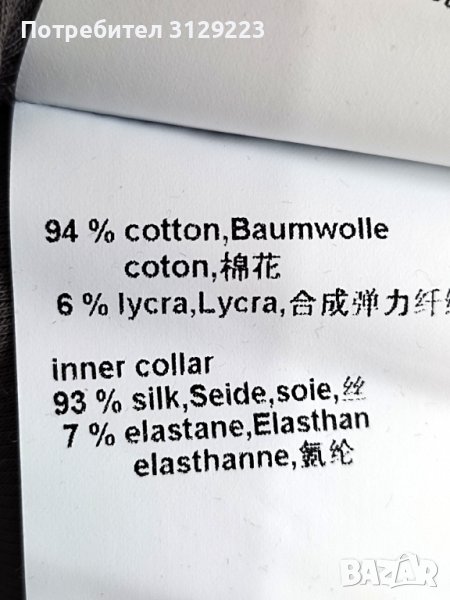 Потребител 3129223
94 % cotton,Baumwolle
coton,棉花
6 % lycra,Lycra,合成弹力纤
inner collar
93 % silk,Seide,soie,丝
7 % elastane,Elasthan
elasthanne,氨纶
BAZAR